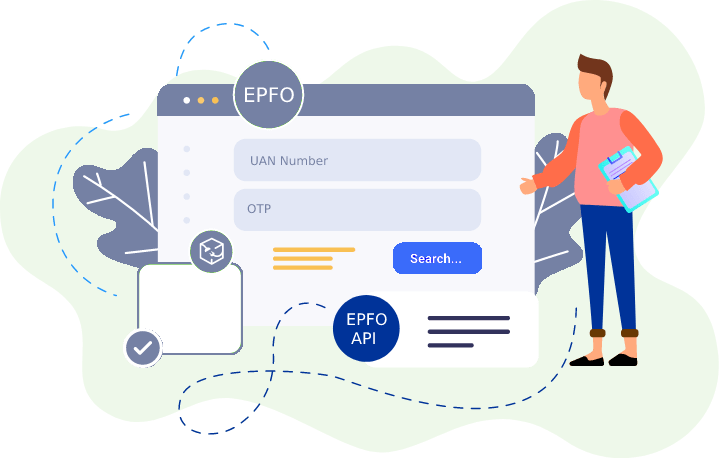 EPFO
UAN Number
OTP
Search...
EPFO
API